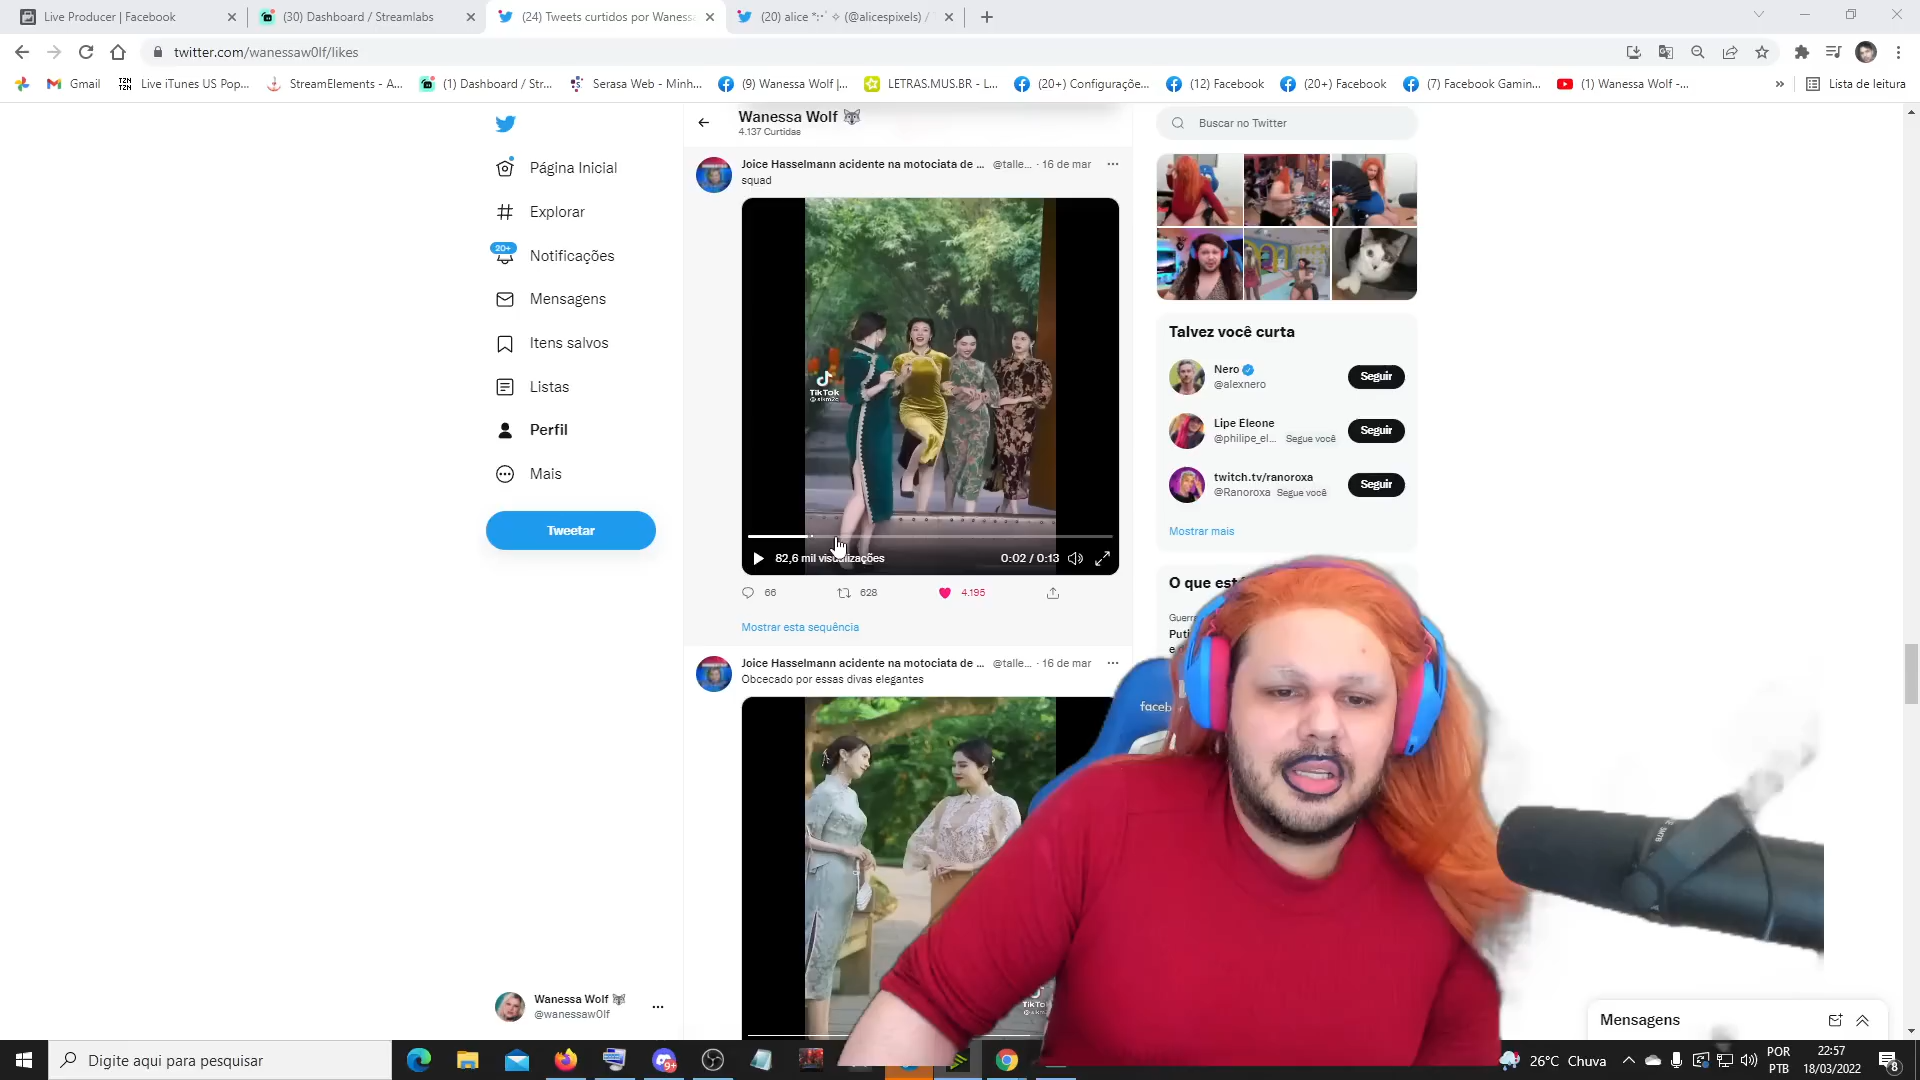 Live Producer | Facebook
(30) Dashboard / Streamlabs
(24) Tweets curtidos por Wanessa
(20) alice *:･ﾟ✧ (@alicespixels) /
twitter.com/wanessaw0lf/likes
Gmail
Live iTunes US Pop...
StreamElements - A...
(1) Dashboard / Str...
Serasa Web - Minh...
(9) Wanessa Wolf |...
LETRAS.MUS.BR - L...
(20+) Configuraçõe...
(12) Facebook
(20+) Facebook
(7) Facebook Gamin...
(1) Wanessa Wolf -...
Lista de leitura
Página Inicial
Explorar
20+
Notificações
Mensagens
Itens salvos
Listas
Perfil
Mais
Tweetar
Wanessa Wolf 🐺
@wanessaw0lf
Wanessa Wolf 🐺
4.137 Curtidas
Joice Hasselmann acidente na motociata de ... @talle... · 16 de mar
squad
TikTok
82,6 mil visualizações
0:02 / 0:13
66
628
4.195
Mostrar esta sequência
Joice Hasselmann acidente na motociata de ... @talle... · 16 de mar
Obcecado por essas divas elegantes
Buscar no Twitter
Talvez você curta
Nero
@alexnero
Seguir
Lipe Eleone
@philipe_el... Segue você
Seguir
twitch.tv/ranoroxa
@Ranoroxa Segue você
Seguir
Mostrar mais
O que est
Guerr
Puti
e
faceb
Mensagens
Digite aqui para pesquisar
9+
26°C Chuva
POR
PTB
22:57
18/03/2022
8